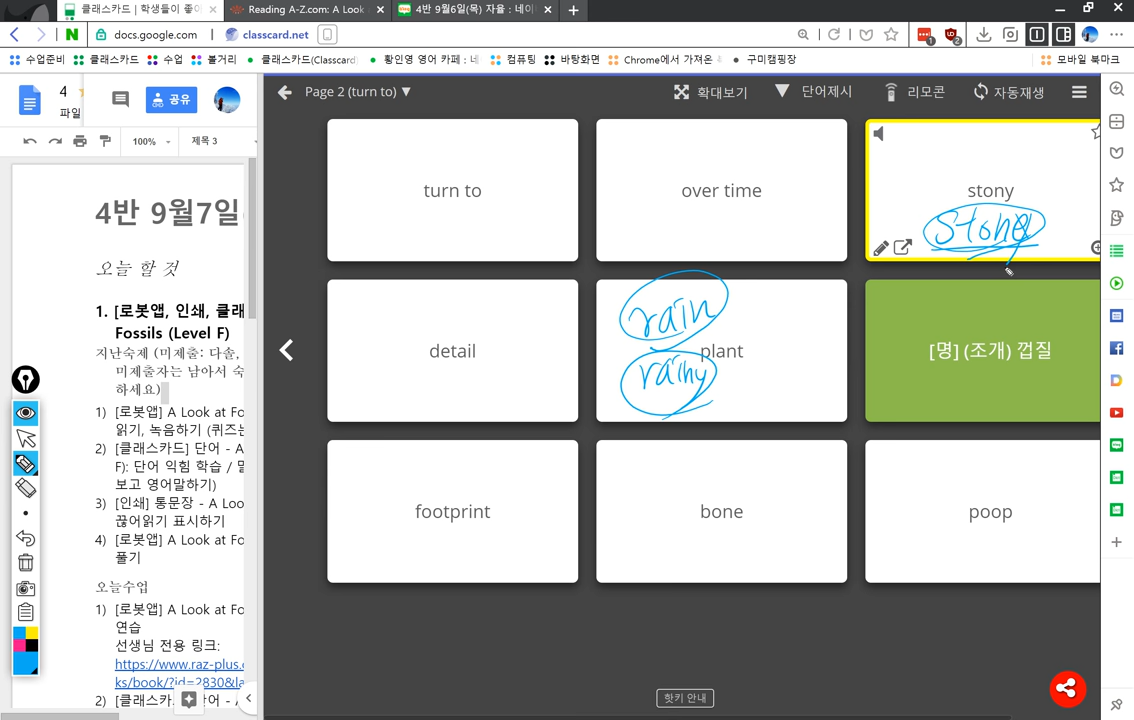 클래스카드 | 학생들이 좋아
Reading A-Z.com: A Look
4반 9월6일(목) 자율 : 네이
docs.google.com
classcard.net
수업준비
클래스카드
수업
볼거리
클래스카드(Classcard)
황인영 영어 카페 : 네
컴퓨팅
바탕화면
Chrome에서 가져온
구미캠핑장
모바일 북마크
4
파일
공유
100%
제목 3
4반 9월7일
오늘 할 것
1. [로봇앱, 인쇄, 클래
Fossils (Level F)
지난숙제 (미제출: 다솔,
미제출자는 남아서 숙
하세요)
1) [로봇앱] A Look at Fo
읽기, 녹음하기 (퀴즈는
2) [클래스카드] 단어 - A
F): 단어 익힘 학습 / 밑
보고 영어말하기)
3) [인쇄] 통문장 - A Loo
끊어읽기 표시하기
4) [로봇앱] A Look at Fo
풀기
오늘수업
1) [로봇앱] A Look at Fo
연습
선생님 전용 링크:
https://www.raz-plus.c
ks/book/?id=2830&la
2) [클래스카드] 단어 - A
Page 2 (turn to) ▼
확대보기
단어제시
리모콘
자동재생
turn to
over time
stony
stone
detail
rain
plant
rainy
[명] (조개) 껍질
footprint
bone
poop
핫키 안내